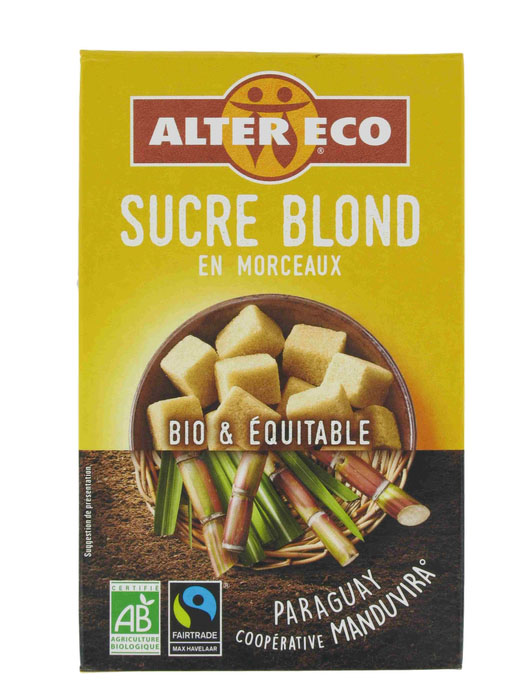 ALTER ECO®
SUCRE BLOND
EN MORCEAUX
BIO & ÉQUITABLE
Suggestion de présentation.
PARAGUAY
COOPÉRATIVE MANDUVIRA°
CERTIFIÉ
AB
AGRICULTURE
BIOLOGIQUE
®
FAIRTRADE
MAX HAVELAAR